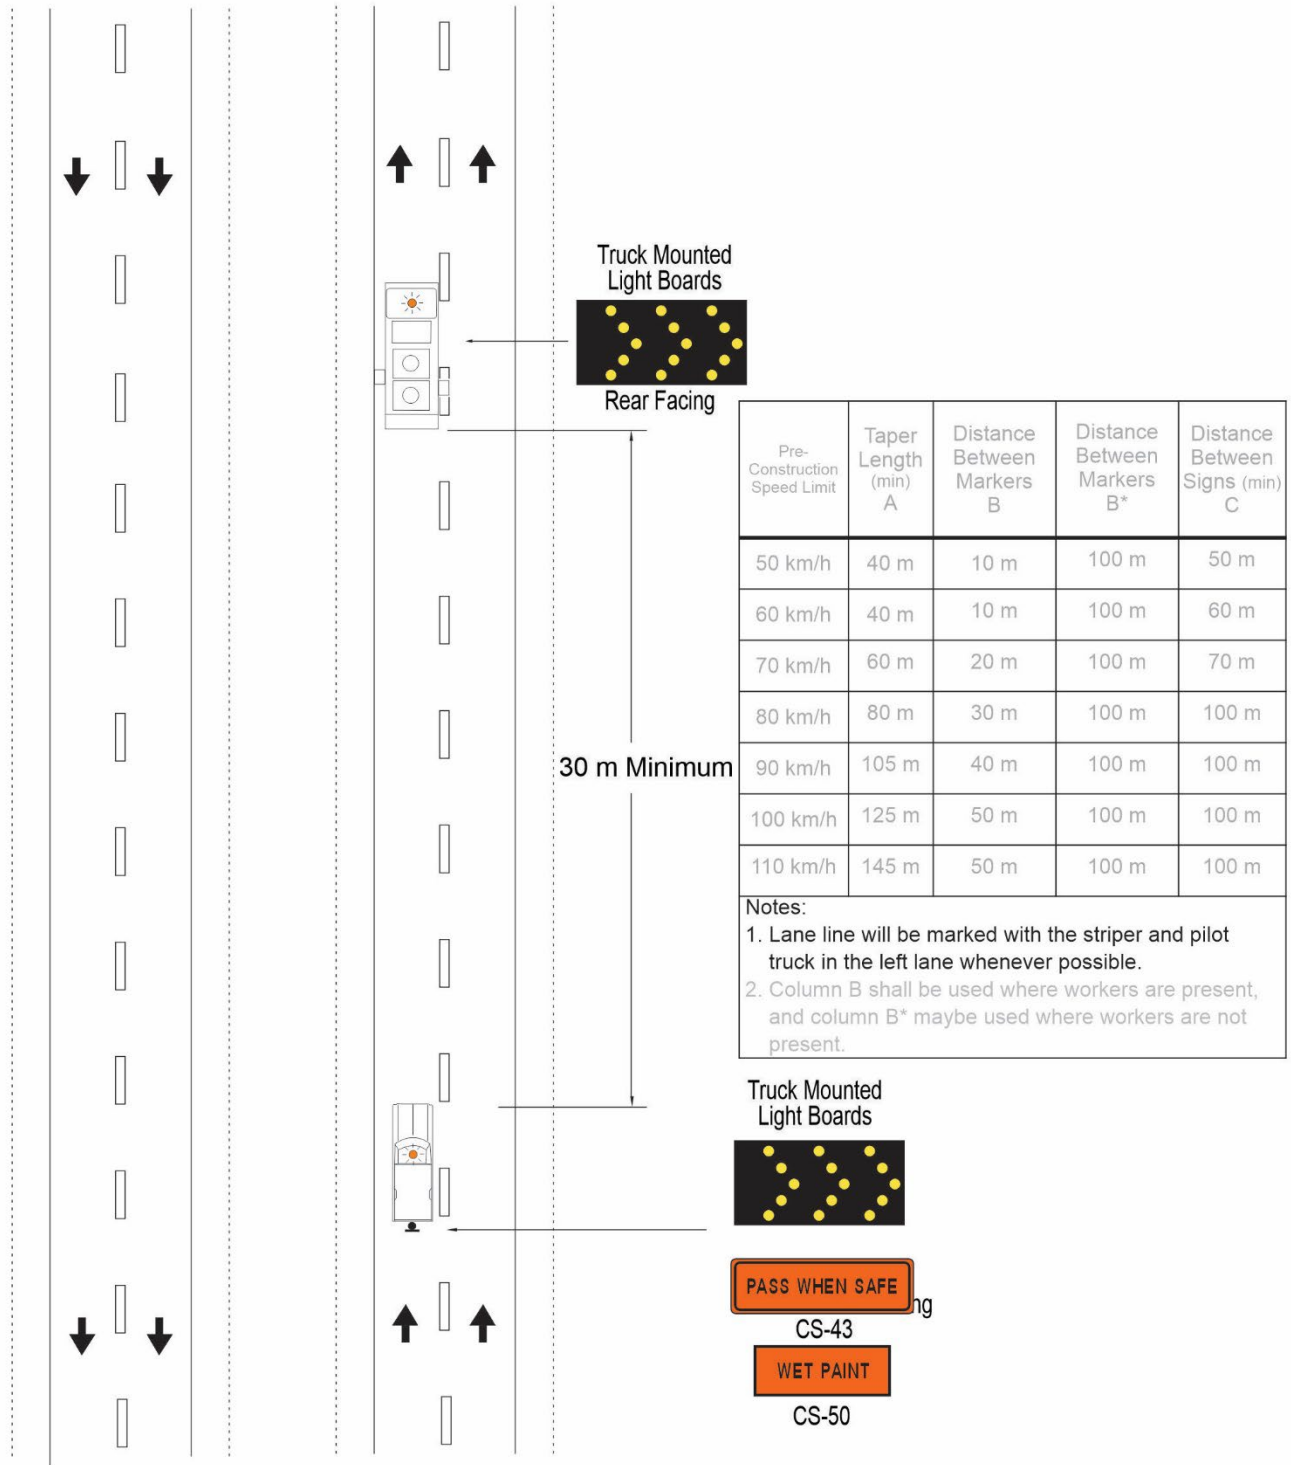 Truck Mounted
Light Boards
Rear Facing
30 m Minimum
Pre-
Construction
Speed Limit
Taper
Length
(min)
A
Distance
Between
Markers
B
Distance
Between
Markers
B*
Distance
Between
Signs (min)
C
50 km/h 40 m 10 m 100 m 50 m
60 km/h 40 m 10 m 100 m 60 m
70 km/h 60 m 20 m 100 m 70 m
80 km/h 80 m 30 m 100 m 100 m
90 km/h 105 m 40 m 100 m 100 m
100 km/h 125 m 50 m 100 m 100 m
110 km/h 145 m 50 m 100 m 100 m
Notes:
1. Lane line will be marked with the striper and pilot
truck in the left lane whenever possible.
2. Column B shall be used where workers are present,
and column B* maybe used where workers are not
present.
Truck Mounted
Light Boards
PASS WHEN SAFE
CS-43
WET PAINT
CS-50